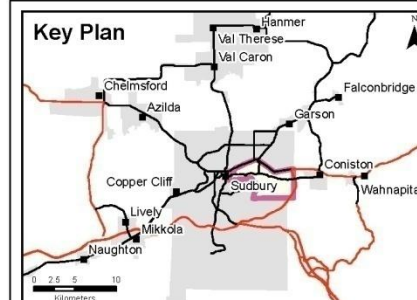 Key Plan
N
Hanmer
Val Therese
Val Caron
Chelmsford
Falconbridge
Azilda
Garson
Coniston
Copper Cliff
Sudbury
Wahnapita
Lively
Mikkola
Naughton
0 2.5 5 10
Kilometers